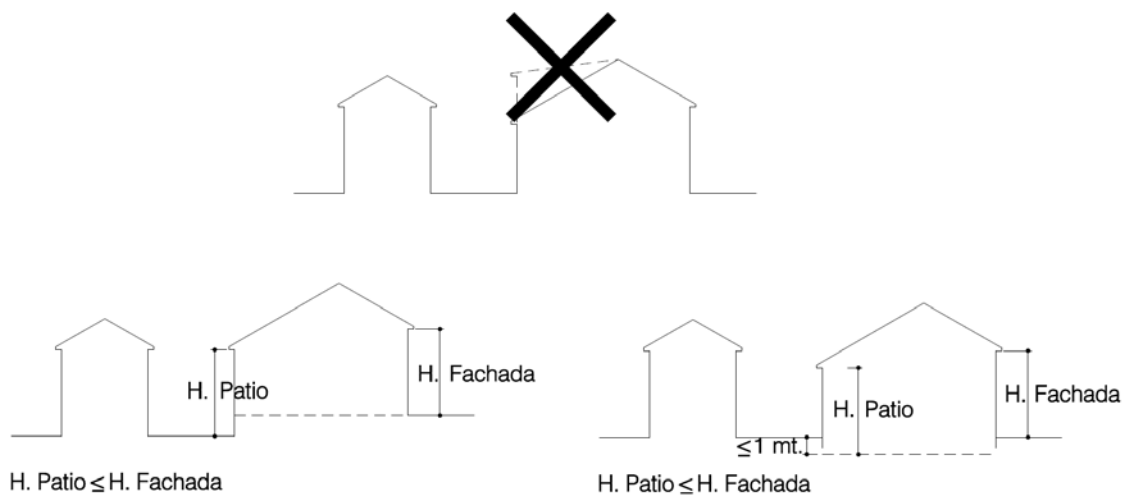 H. Patio
H. Fachada
H. Patio ≤ H. Fachada
H. Patio
H. Fachada
≤1 mt.
H. Patio ≤ H. Fachada